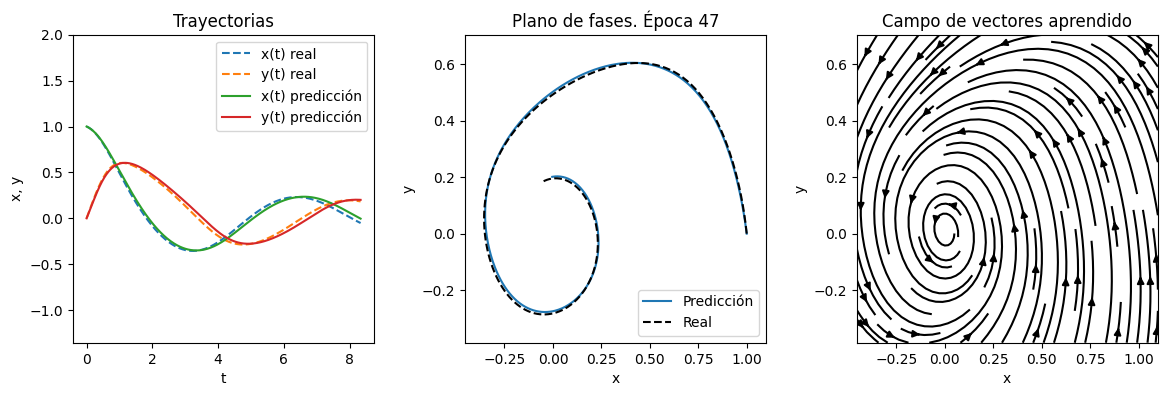 Trayectorias
2.0
1.5
1.0
0.5
0.0
−0.5
−1.0
x, y
0
2
4
6
8
t
x(t) real
y(t) real
x(t) predicción
y(t) predicción
Plano de fases. Época 47
0.6
0.4
0.2
0.0
−0.2
y
−0.25
0.00
0.25
0.50
0.75
1.00
x
Predicción
Real
Campo de vectores aprendido
0.6
0.4
0.2
0.0
−0.2
y
−0.25
0.00
0.25
0.50
0.75
1.00
x